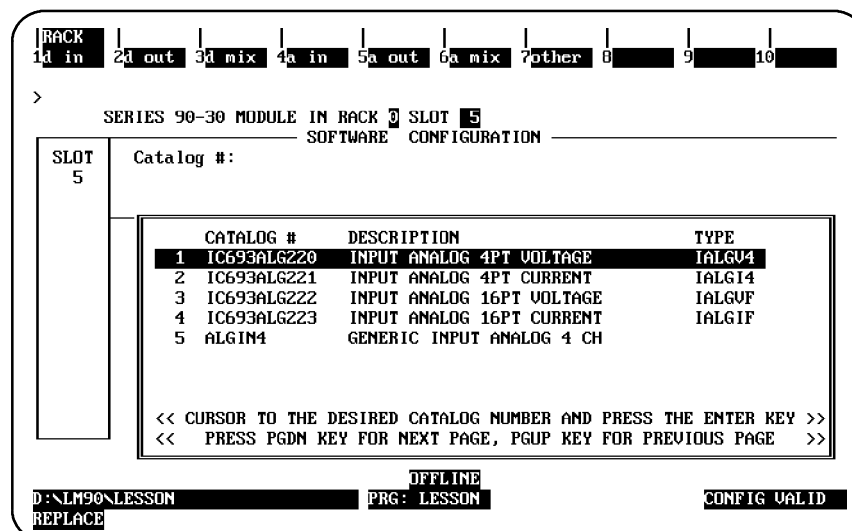 RACK
1d in 2d out 3d mix 4a in 5a out 6a mix 7other 8 9 10
>
SERIES 90-30 MODULE IN RACK 0 SLOT 5
SOFTWARE CONFIGURATION
SLOT Catalog #:
5
CATALOG # DESCRIPTION TYPE
1 IC693ALG220 INPUT ANALOG 4PT VOLTAGE IALGV4
2 IC693ALG221 INPUT ANALOG 4PT CURRENT IALGI4
3 IC693ALG222 INPUT ANALOG 16PT VOLTAGE IALGVF
4 IC693ALG223 INPUT ANALOG 16PT CURRENT IALGIF
5 ALGIN4 GENERIC INPUT ANALOG 4 CH
<< CURSOR TO THE DESIRED CATALOG NUMBER AND PRESS THE ENTER KEY >>
<< PRESS PGDN KEY FOR NEXT PAGE, PGUP KEY FOR PREVIOUS PAGE >>
OFFLINE
D:\LM90\LESSON PRG: LESSON CONFIG VALID
REPLACE